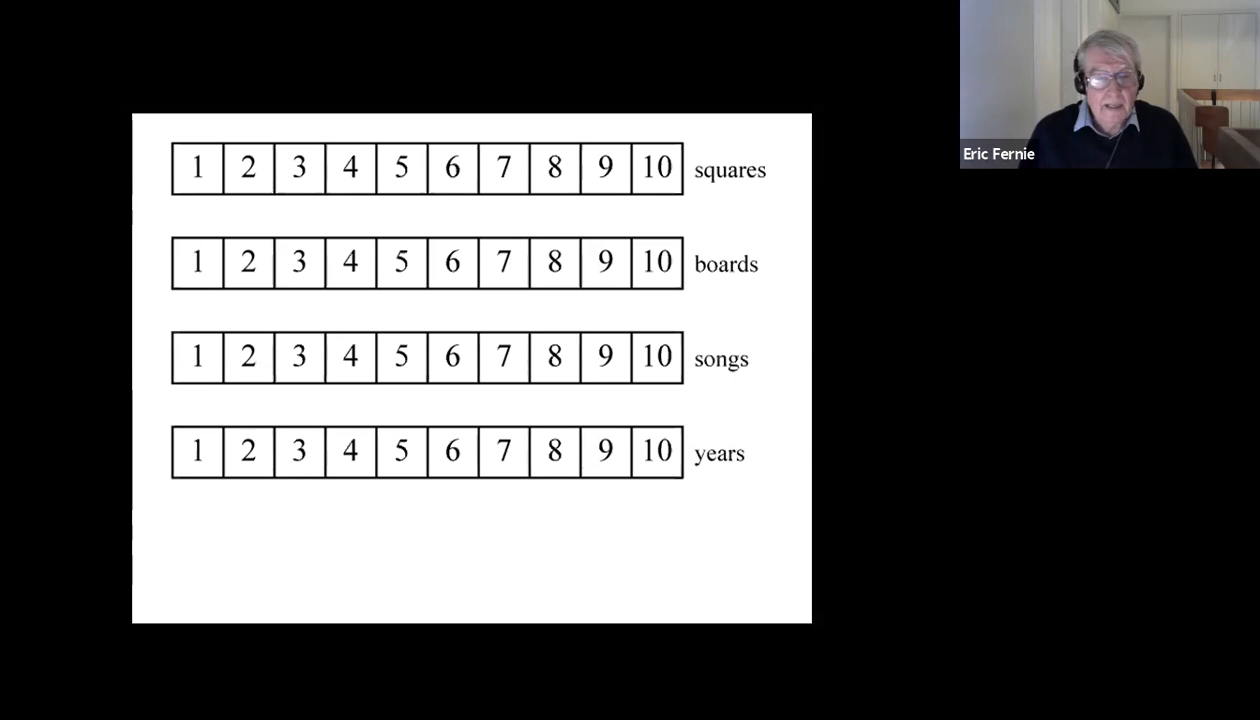 1 2 3 4 5 6 7 8 9 10 squares
1 2 3 4 5 6 7 8 9 10 boards
1 2 3 4 5 6 7 8 9 10 songs
1 2 3 4 5 6 7 8 9 10 years
Eric Fernie